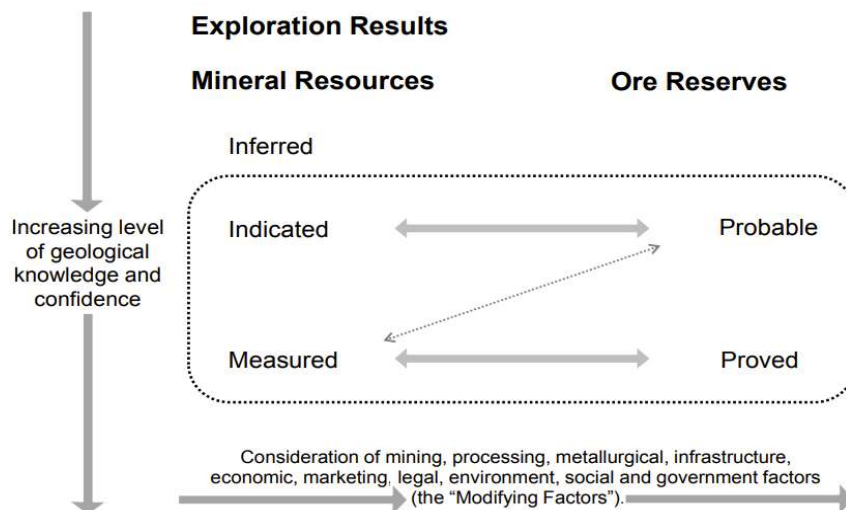 Exploration Results
Mineral Resources
Ore Reserves
Inferred
Increasing level
of geological
knowledge and
confidence
Indicated
Probable
Measured
Proved
Consideration of mining, processing, metallurgical, infrastructure,
economic, marketing, legal, environment, social and government factors
(the “Modifying Factors”).